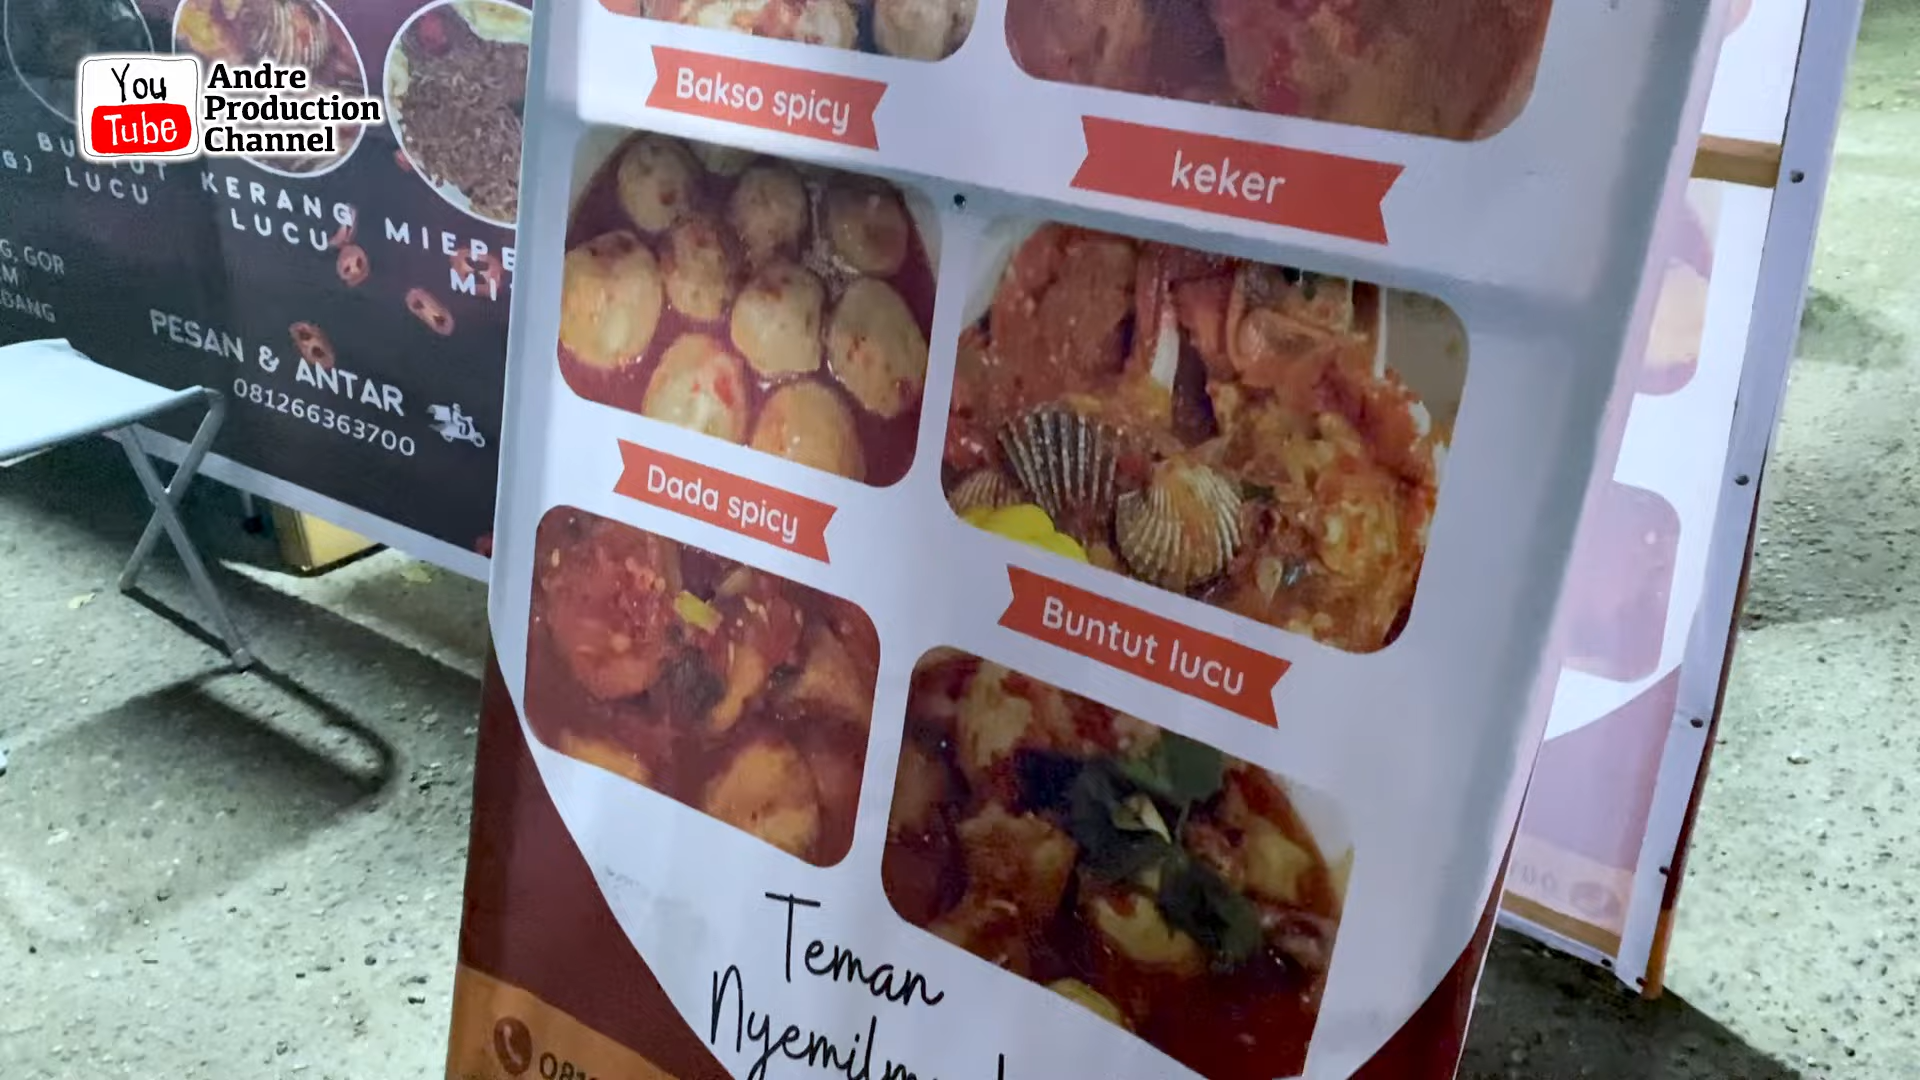 You
Tube
Andre
Production
Channel
LUCU
KERANG
LUCU
G, GOR
PESAN & ANTAR
081266363700
Bakso spicy
keker
Dada spicy
Buntut lucu
Teman